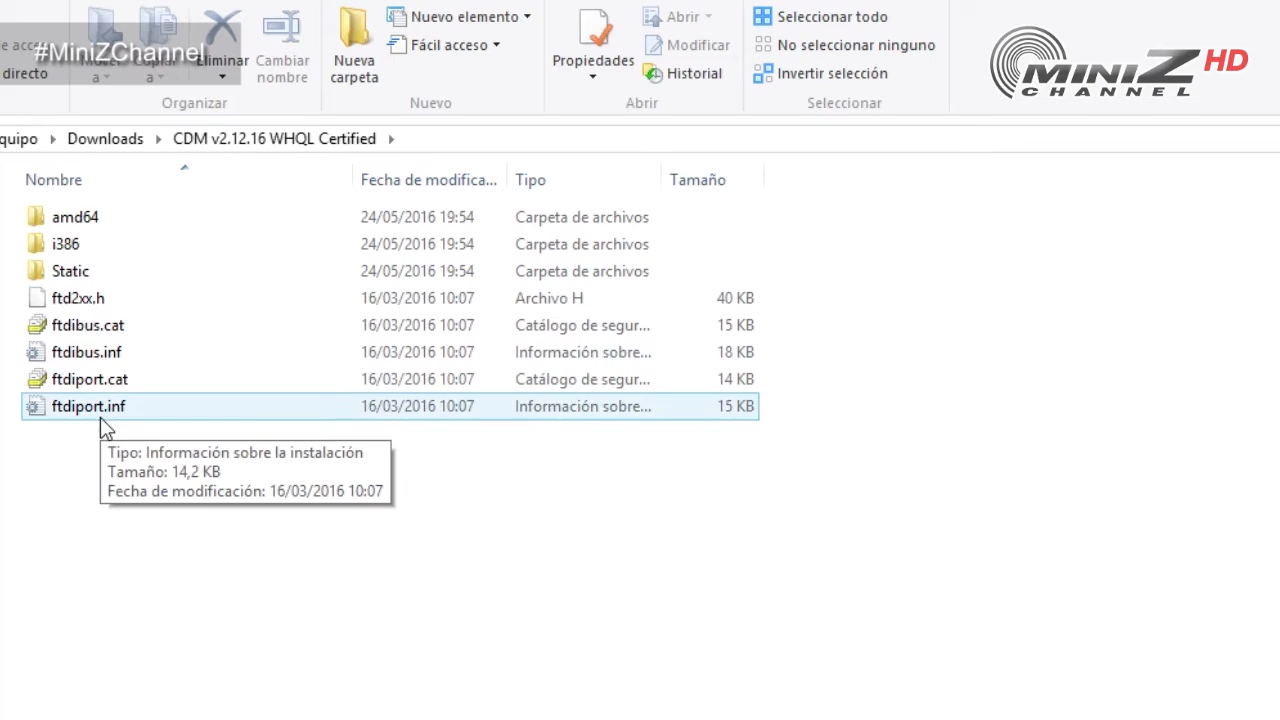 Nuevo elemento
Fácil acceso
Abrir
Modificar
Historial
Seleccionar todo
No seleccionar ninguno
Invertir selección
#MiniZChannel
directo
Eliminar
Cambiar
nombre
Nueva
carpeta
Propiedades
Organizar
Nuevo
Abrir
Seleccionar
MINIZ HD
CHANNEL
quipo Downloads CDM v2.12.16 WHQL Certified
Nombre Fecha de modifica... Tipo Tamaño
amd64 24/05/2016 19:54 Carpeta de archivos
i386 24/05/2016 19:54 Carpeta de archivos
Static 24/05/2016 19:54 Carpeta de archivos
ftd2xx.h 16/03/2016 10:07 Archivo H 40 KB
ftdibus.cat 16/03/2016 10:07 Catálogo de segur... 15 KB
ftdibus.inf 16/03/2016 10:07 Información sobre... 18 KB
ftdiport.cat 16/03/2016 10:07 Catálogo de segur... 14 KB
ftdiport.inf 16/03/2016 10:07 Información sobre... 15 KB
Tipo: Información sobre la instalación
Tamaño: 14,2 KB
Fecha de modificación: 16/03/2016 10:07